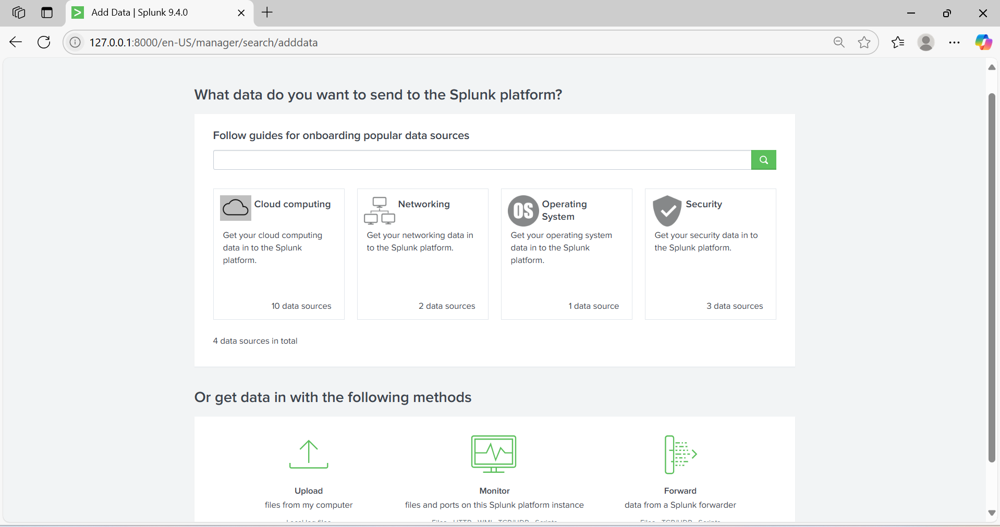 Add Data | Splunk 9.4.0
127.0.0.1:8000/en-US/manager/search/adddata
What data do you want to send to the Splunk platform?
Follow guides for onboarding popular data sources
Cloud computing
Get your cloud computing
data in to the Splunk
platform.
10 data sources
Networking
Get your networking data in
to the Splunk platform.
2 data sources
OS
Operating
System
Get your operating system
data in to the Splunk
platform.
1 data source
Security
Get your security data in to
the Splunk platform.
3 data sources
4 data sources in total
Or get data in with the following methods
Upload
files from my computer
Monitor
files and ports on this Splunk platform instance
Forward
data from a Splunk forwarder